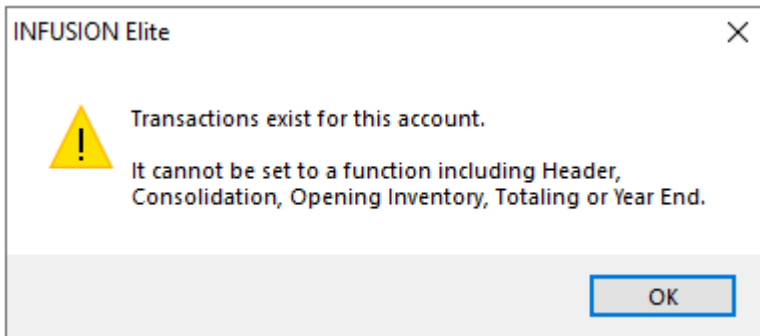 INFUSION Elite
Transactions exist for this account.
It cannot be set to a function including Header,
Consolidation, Opening Inventory, Totaling or Year End.
OK